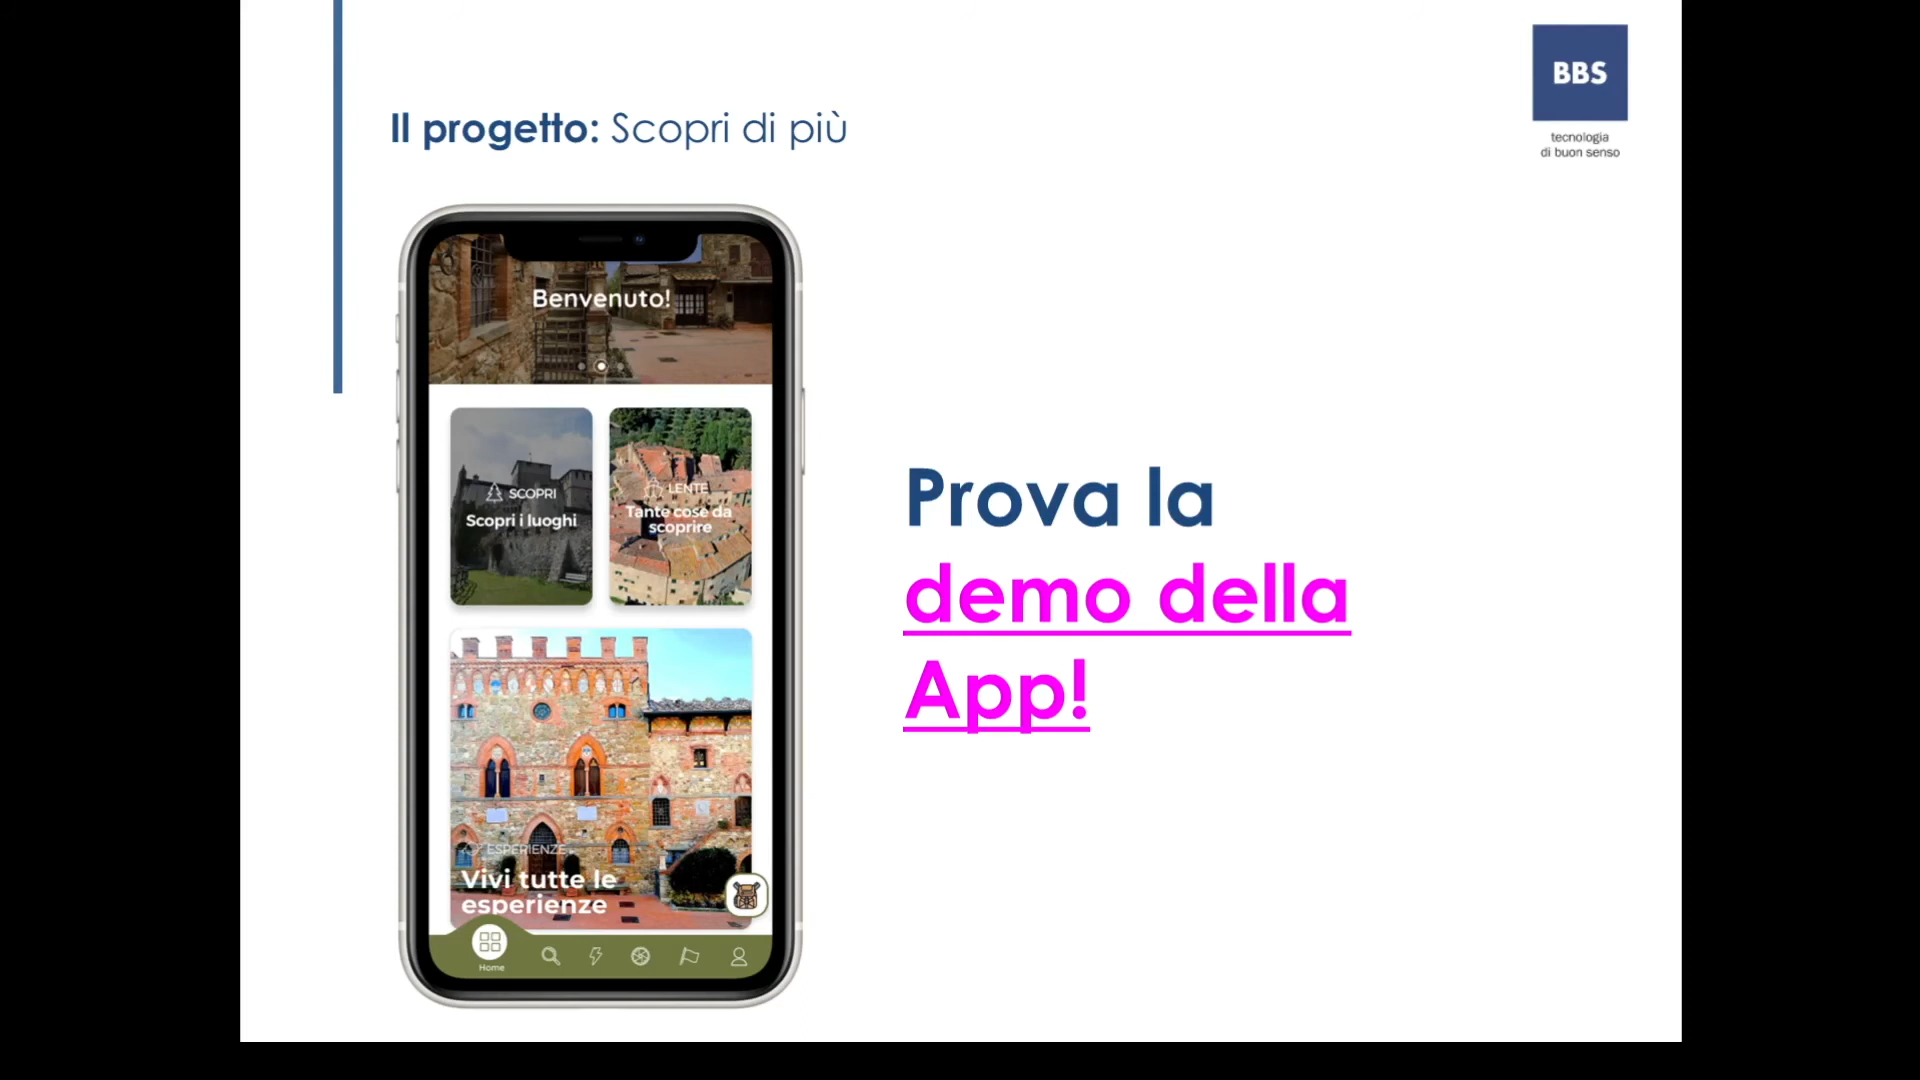 BBS
tecnologia
di buon senso
Il progetto: Scopri di più
Benvenuto!
SCOPRI
Scopri i luoghi
LENTE
Tante cose da
scoprire
ESPERIENZE
Vivi tutte le
esperienze
Home
Prova la
demo della
App!